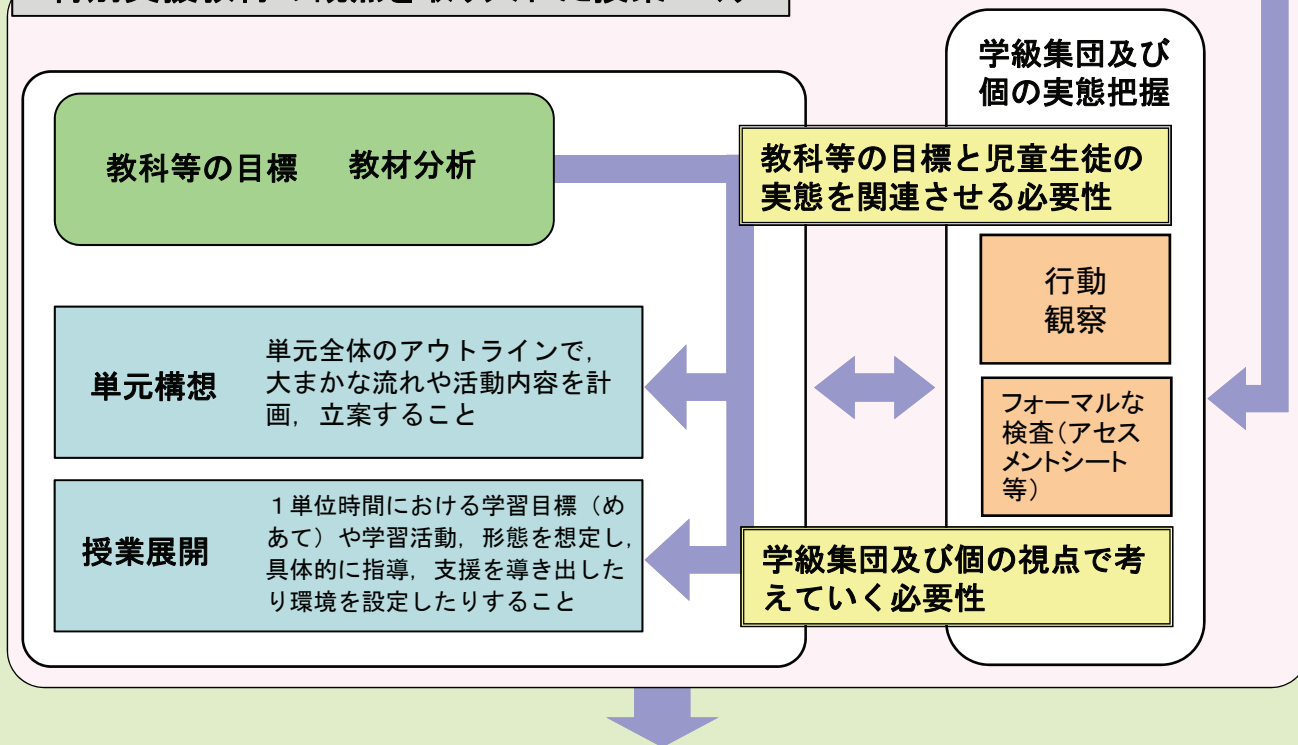 学級集団及び
個の実態把握
教科等の目標 教材分析
教科等の目標と児童生徒の
実態を関連させる必要性
行動
観察
単元構想
単元全体のアウトラインで,
大まかな流れや活動内容を計
画,立案すること
フォーマルな
検査(アセス
メントシート
等)
授業展開
1単位時間における学習目標(め
あて)や学習活動,形態を想定し,
具体的に指導,支援を導き出した
り環境を設定したりすること
学級集団及び個の視点で考
えていく必要性